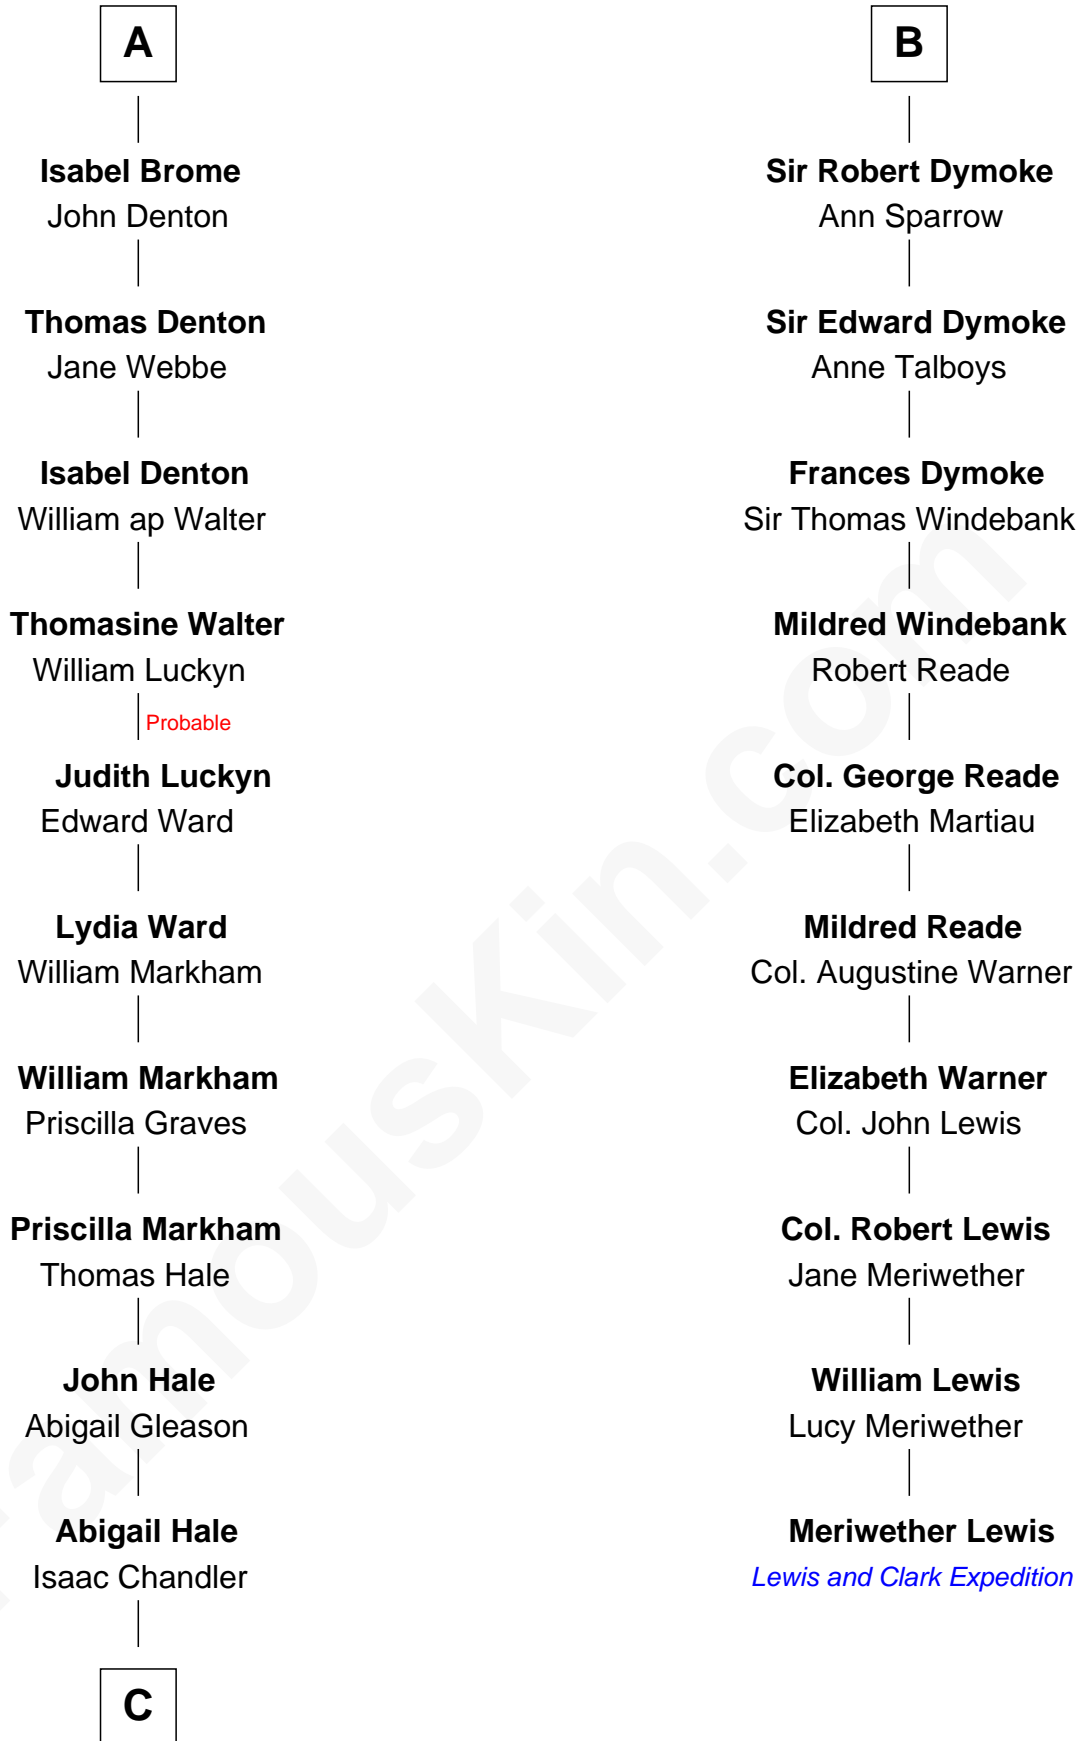 A
Isabel Brome
John Denton
Thomas Denton
Jane Webbe
Isabel Denton
William ap Walter
Thomasine Walter
William Luckyn
Probable
Judith Luckyn
Edward Ward
Lydia Ward
William Markham
William Markham
Priscilla Graves
Priscilla Markham
Thomas Hale
John Hale
Abigail Gleason
Abigail Hale
Isaac Chandler
C
B
Sir Robert Dymoke
Ann Sparrow
Sir Edward Dymoke
Anne Talboys
Frances Dymoke
Sir Thomas Windebank
Mildred Windebank
Robert Reade
Col. George Reade
Elizabeth Martiau
Mildred Reade
Col. Augustine Warner
Elizabeth Warner
Col. John Lewis
Col. Robert Lewis
Jane Meriwether
William Lewis
Lucy Meriwether
Meriwether Lewis
Lewis and Clark Expedition
FamousKin.com